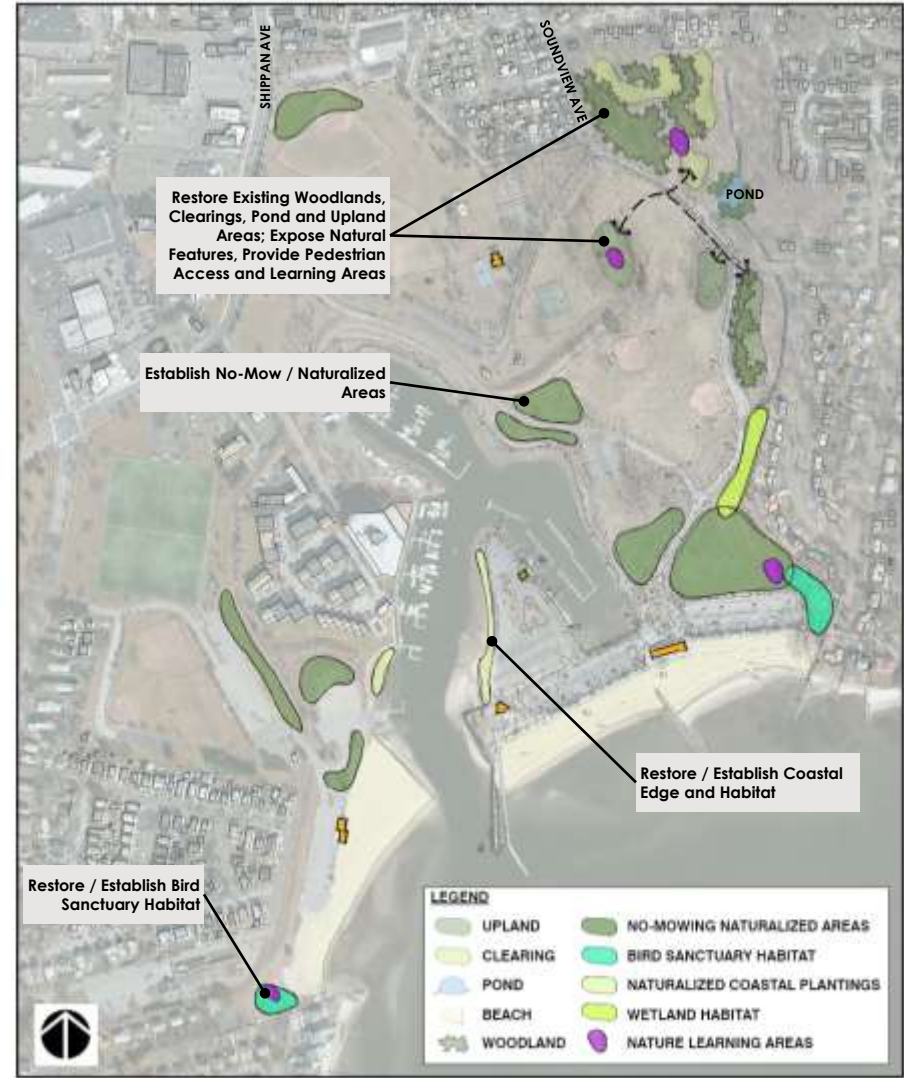 SHIPPAN AVE
SOUNDVIEW AVE
Restore Existing Woodlands,
Clearings, Pond and Upland
Areas; Expose Natural
Features, Provide Pedestrian
Access and Learning Areas
POND
Establish No-Mow / Naturalized
Areas
Restore / Establish Coastal
Edge and Habitat
Restore / Establish Bird
Sanctuary Habitat
LEGEND
UPLAND
CLEARING
POND
BEACH
WOODLAND
NO-MOWING NATURALIZED AREAS
BIRD SANCTUARY HABITAT
NATURALIZED COASTAL PLANTINGS
WETLAND HABITAT
NATURE LEARNING AREAS